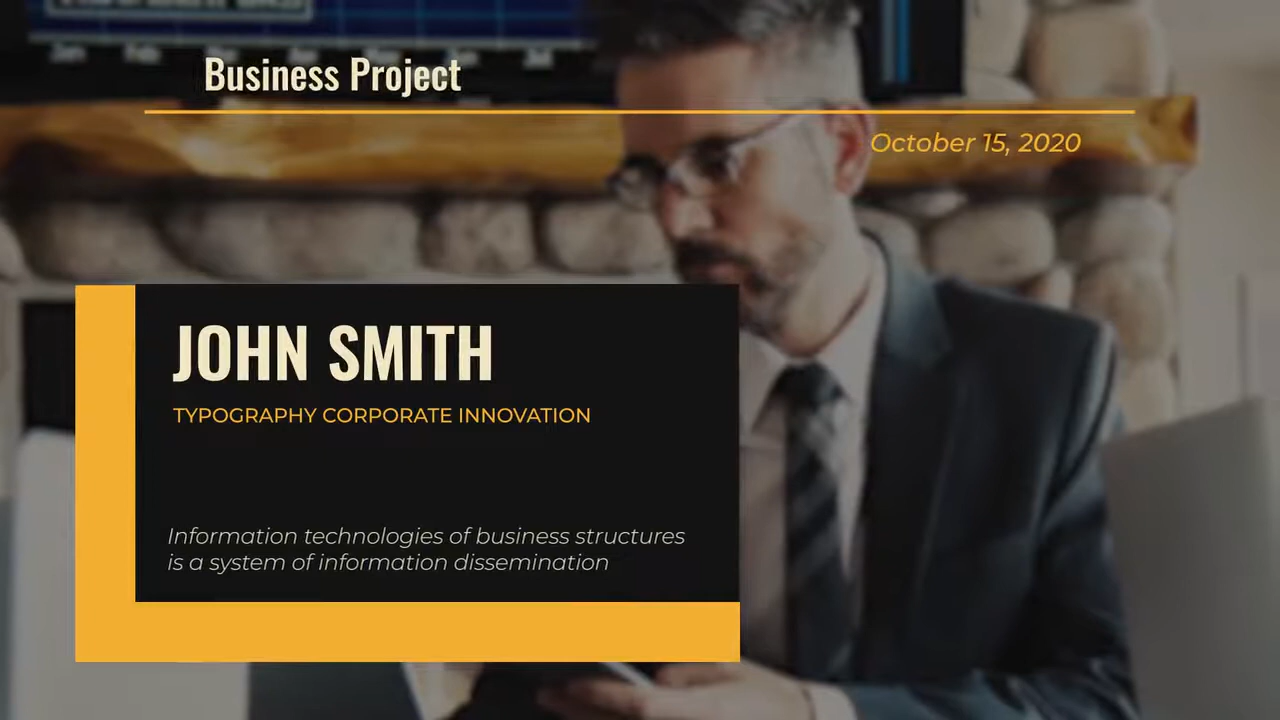 Business Project
October 15, 2020
JOHN SMITH
TYPOGRAPHY CORPORATE INNOVATION
Information technologies of business structures
is a system of information dissemination